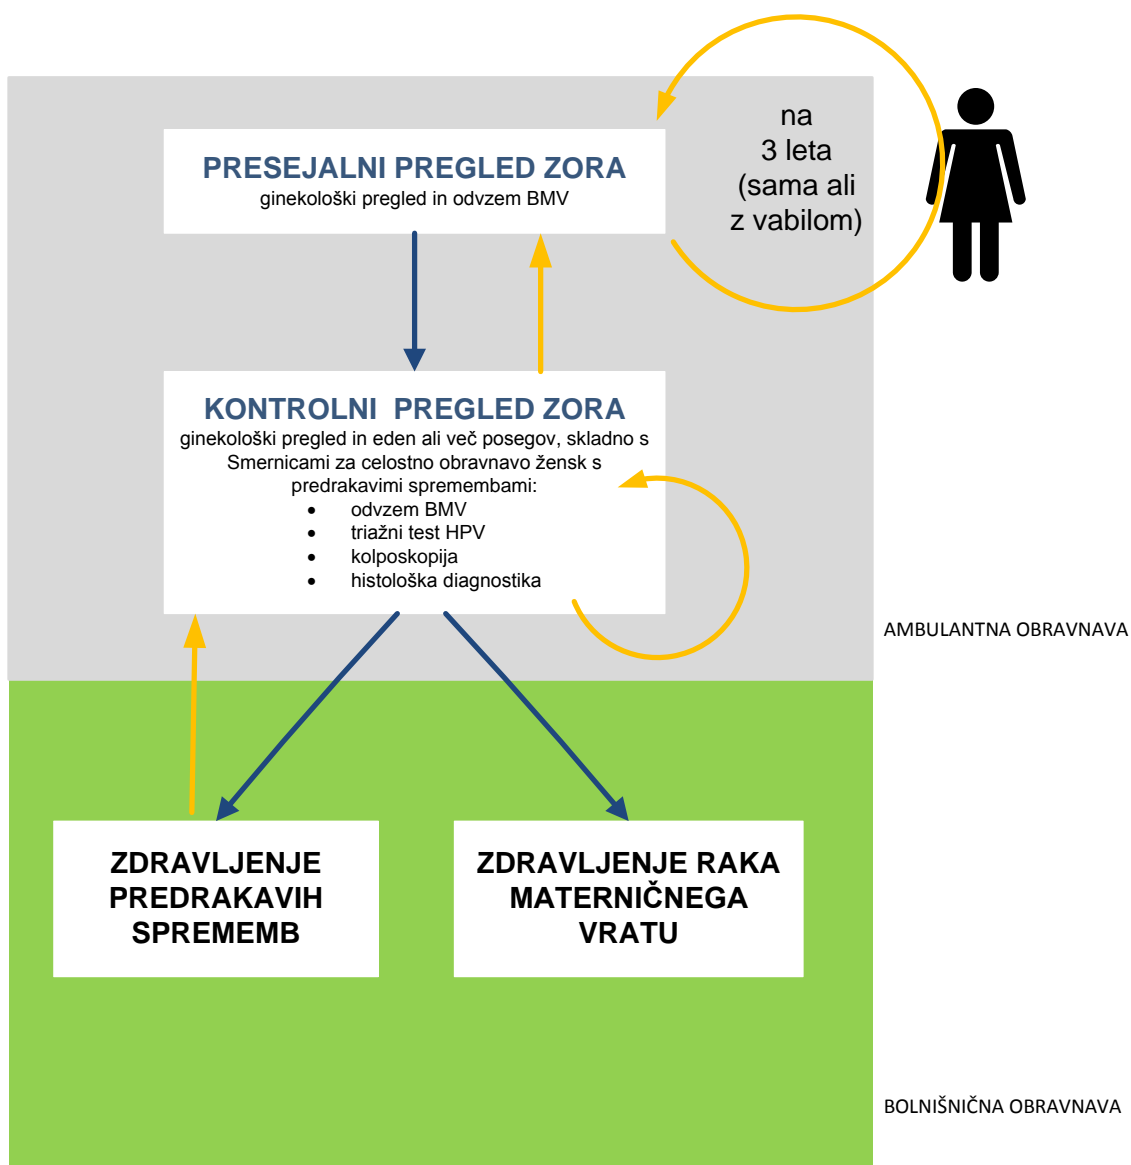 PRESEJALNI PREGLED ZORA
ginekološki pregled in odvzem BMV
na
3 leta
(sama ali
z vabilom)
KONTROLNI PREGLED ZORA
ginekološki pregled in eden ali več posegov, skladno s
Smernicami za celostno obravnavo žensk s
predrakavimi spremembami:
• odvzem BMV
• triažni test HPV
• kolposkopija
• histološka diagnostika
AMBULANTNA OBRAVNAVA
ZDRAVLJENJE
PREDRAKAVIH
SPREMEMB
ZDRAVLJENJE RAKA
MATERNIČNEGA
VRATU
BOLNIŠNIČNA OBRAVNAVA